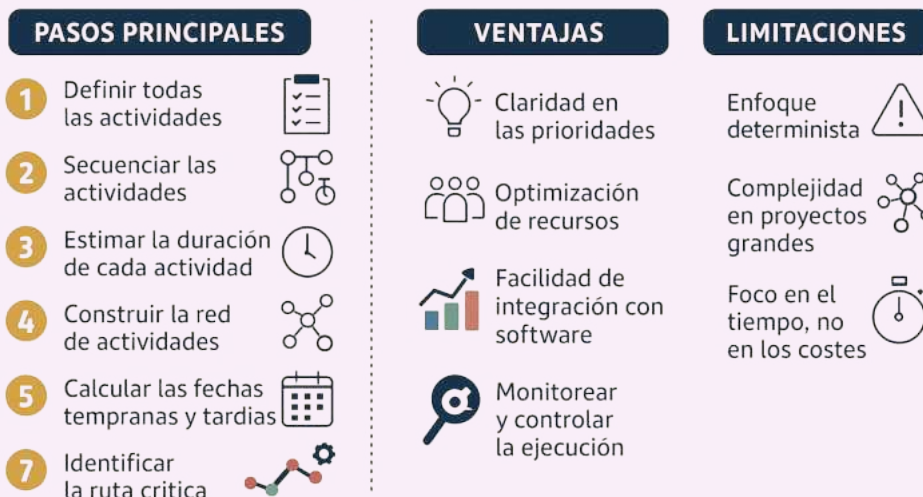 PASOS PRINCIPALES
1 Definir todas
las actividades
2 Secuenciar las
actividades
3 Estimar la duración
de cada actividad
4 Construir la red
de actividades
5 Calcular las fechas
tempranas y tardias
7 Identificar
la ruta critica
VENTAJAS
Claridad en
las prioridades
Optimización
de recursos
Facilidad de
integración con
software
Monitorear
y controlar
la ejecución
LIMITACIONES
Enfoque
determinista
Complejidad
en proyectos
grandes
Foco en el
tiempo, no
en los costes